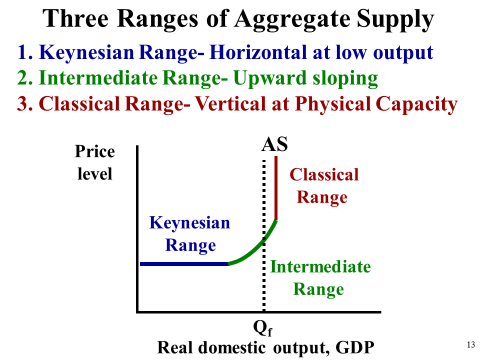 Three Ranges of Aggregate Supply
1. Keynesian Range- Horizontal at low output
2. Intermediate Range- Upward sloping
3. Classical Range- Vertical at Physical Capacity
Price
level
AS
Classical
Range
Keynesian
Range
Intermediate
Range
Qf
Real domestic output, GDP
13